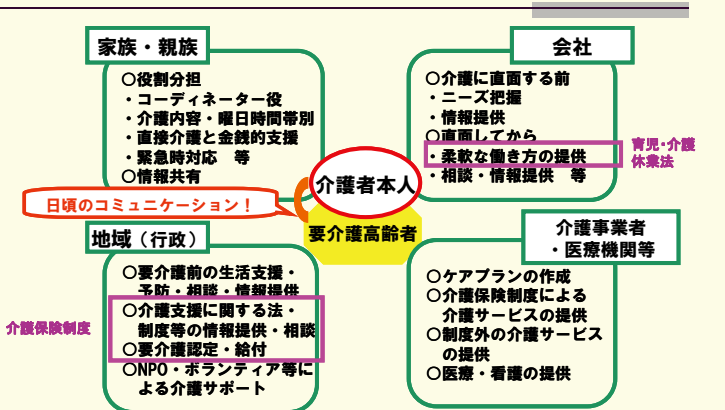 家族・親族
○役割分担
・コーディネーター役
・介護内容・曜日時間帯別
・直接介護と金銭的支援
・緊急時対応 等
○情報共有
会社
○介護に直面する前
・ニーズ把握
・情報提供
○直面してから
・柔軟な働き方の提供
・相談・情報提供 等
育児・介護
休業法
介護者本人
要介護高齢者
日頃のコミュニケーション！
地域（行政）
○要介護前の生活支援・
予防・相談・情報提供
○介護支援に関する法・
制度等の情報提供・相談
○要介護認定・給付
○NPO・ボランティア等に
よる介護サポート
介護保険制度
介護事業者
・医療機関等
○ケアプランの作成
○介護保険制度による
介護サービスの提供
○制度外の介護サービス
の提供
○医療・看護の提供